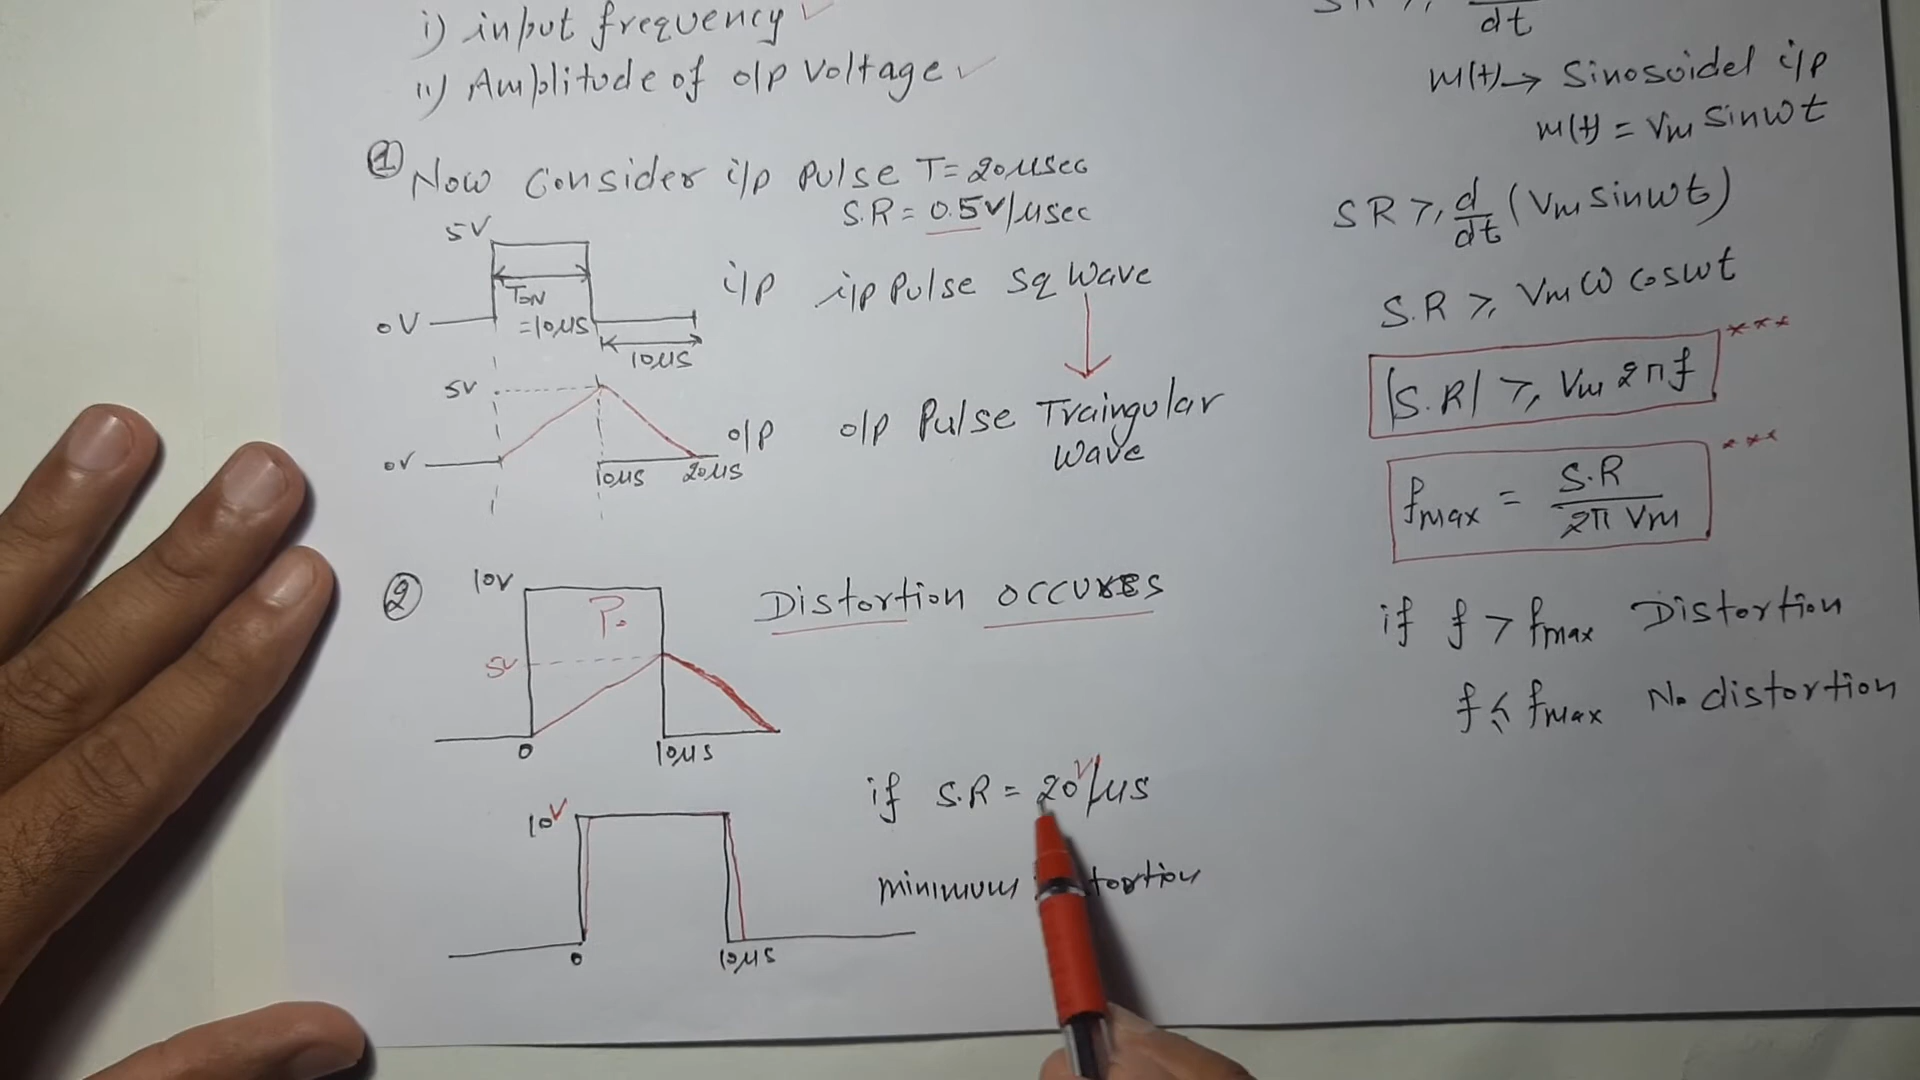 i) input frequency
ii) Amplitude of o/p Voltage
① Now Consider i/p Pulse T=20μsec
S.R = 0.5V/μsec
5V
TON
=10μs
0V
10μs
i/p i/p Pulse Sq Wave
5V
0V
10μs 20μs
o/p o/p Pulse Traingular
Wave
②
10V
P.
5V
0
10μs
Distortion OCCURES
10V
0
10μs
if S.R = 20V/μs
minimum
dt
m(t) → Sinosoidel i/p
m(t) = Vm Sinωt
SR ≥ d/dt (Vm sinωt)
S.R ≥ Vm ω cosωt
|S.R| ≥ Vm 2πf ***
fmax = S.R / 2π Vm ***
if f > fmax Distortion
f ≤ fmax No distortion